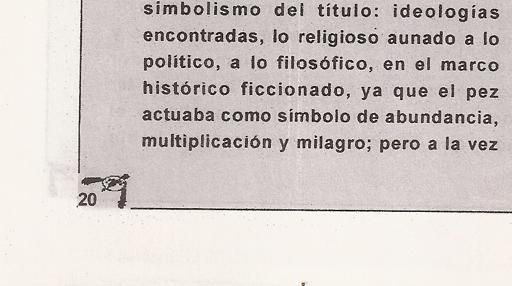 simbolismo del título: ideologías
encontradas, lo religioso aunado a lo
político, a lo filosófico, en el marco
histórico ficcionado, ya que el pez
actuaba como símbolo de abundancia,
multiplicación y milagro; pero a la vez
20